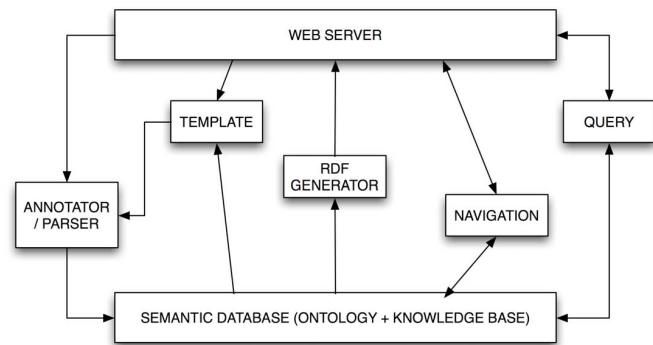 WEB SERVER
TEMPLATE
QUERY
RDF
GENERATOR
ANNOTATOR
/ PARSER
NAVIGATION
SEMANTIC DATABASE (ONTOLOGY + KNOWLEDGE BASE)